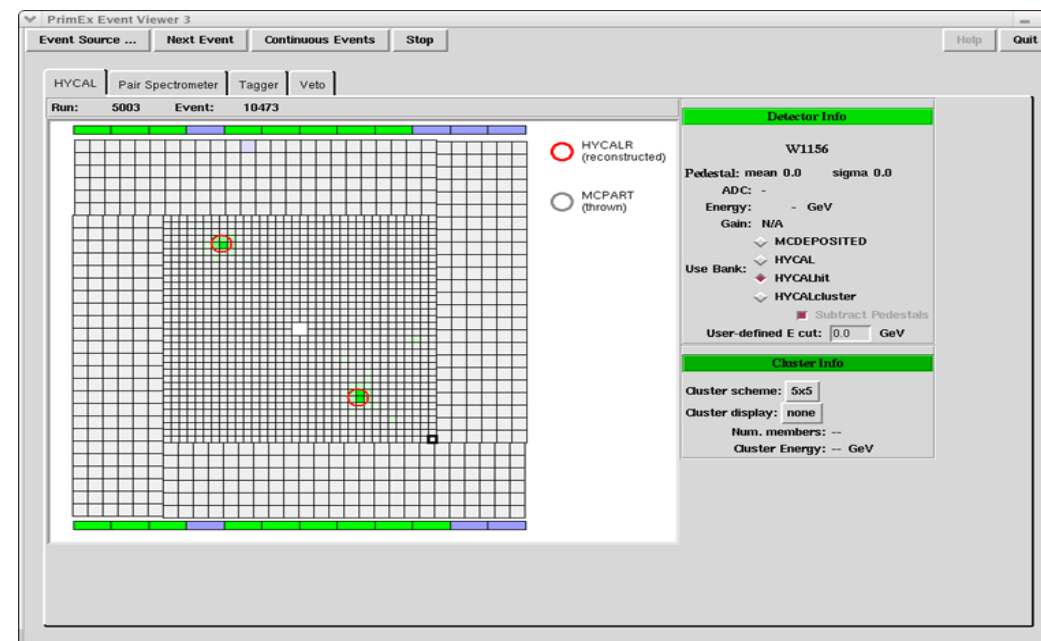 PrimEx Event Viewer 3
Event Source ... Next Event Continuous Events Stop Help Quit
HYCAL Pair Spectrometer Tagger Veto
Run: 5003 Event: 10473
HYCALR
(reconstructed)
MCPART
(thrown)
Detector Info
W1156
Pedestal: mean 0.0 sigma 0.0
ADC: -
Energy: - GeV
Gain: N/A
MCDEPOSITED
HYCAL
Use Bank:
HYCALhit
HYCALcluster
Subtract Pedestals
User-defined E cut: 0.0 GeV
Cluster Info
Cluster scheme: 5x5
Cluster display: none
Num. members: --
Cluster Energy: -- GeV